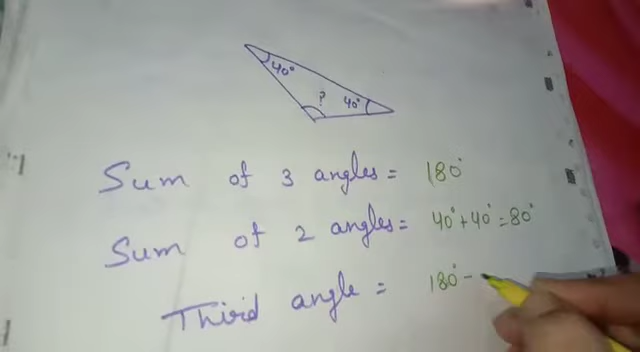 40°
? 40°
Sum of 3 angles = 180°
Sum of 2 angles = 40°+40°=80°
Third angle = 180°-